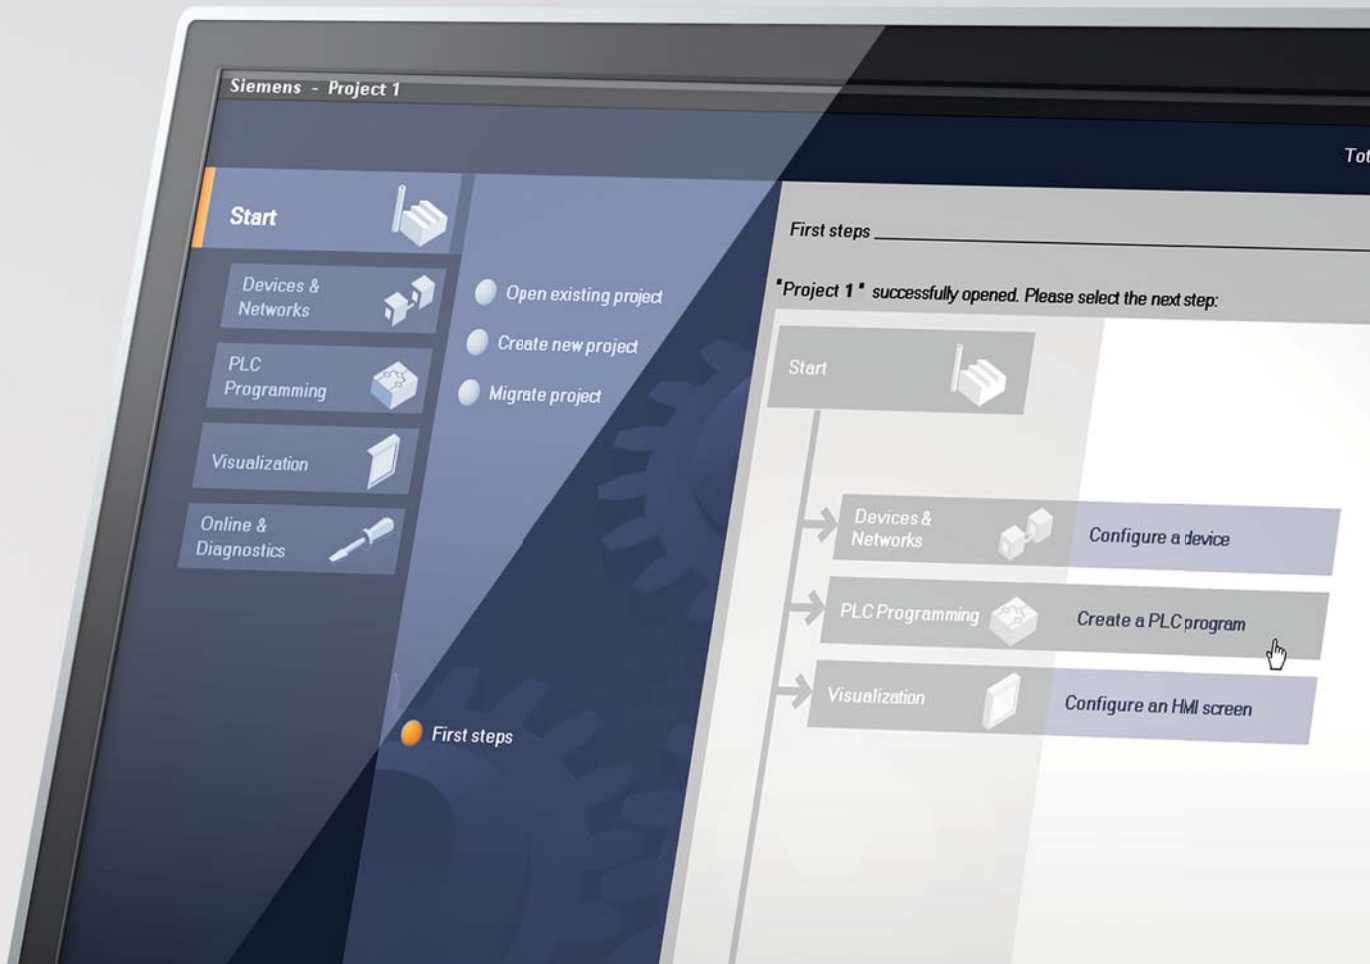 Siemens - Project 1
Start
Devices &
Networks
PLC
Programming
Visualization
Online &
Diagnostics
Open existing project
Create new project
Migrate project
First steps
Tot
First steps
"Project 1" successfully opened. Please select the next step:
Start
Devices &
Networks
Configure a device
PLC Programming
Create a PLC program
Visualization
Configure an HMI screen